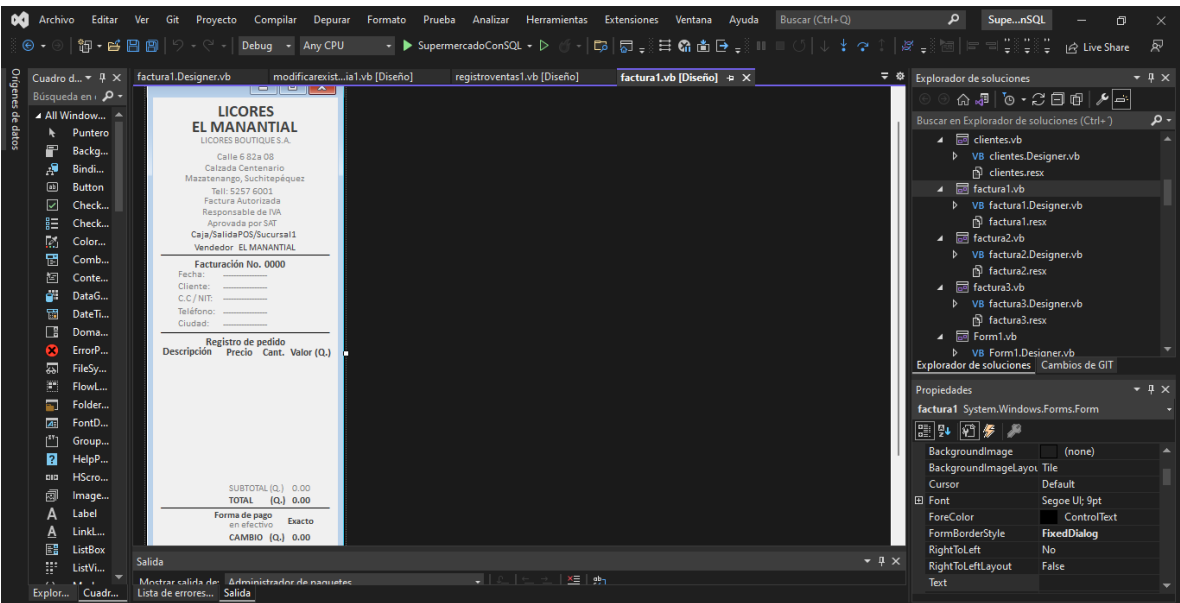 Archivo Editar Ver Git Proyecto Compilar Depurar Formato Prueba Analizar Herramientas Extensiones Ventana Ayuda Buscar (Ctrl+Q) Supe...nSQL
Debug Any CPU SupermercadoConSQL Live Share
Orígenes de datos
Cuadro d...
Búsqueda en
All Window...
Puntero
Backg...
Bindi...
Button
Check...
Check...
Color...
Comb...
Conte...
DataG...
DateTi...
Doma...
ErrorP...
FileSy...
FlowL...
Folder...
FontD...
Group...
HelpP...
HScro...
Image...
Label
LinkL...
ListBox
ListVi...
Explor... Cuadr...
factura1.Designer.vb modificarexist...ia1.vb [Diseño] registroventas1.vb [Diseño] factura1.vb [Diseño]
LICORES
EL MANANTIAL
LICORES BOUTIQUE S.A.
Calle 6 82a 08
Calzada Centenario
Mazatenango, Suchitepéquez
Tell: 5257 6001
Factura Autorizada
Responsable de IVA
Aprovada por SAT
Caja/SalidaPOS/Sucursal1
Vendedor EL MANANTIAL
Facturación No. 0000
Fecha:
Cliente:
C.C / NIT:
Teléfono:
Ciudad:
Registro de pedido
Descripción Precio Cant. Valor (Q.)
SUBTOTAL (Q.) 0.00
TOTAL (Q.) 0.00
Forma de pago
en efectivo Exacto
CAMBIO (Q.) 0.00
Salida
Mostrar salida de: Administrador de paquetes
Lista de errores... Salida
Explorador de soluciones
Buscar en Explorador de soluciones (Ctrl+´)
clientes.vb
VB clientes.Designer.vb
clientes.resx
factura1.vb
VB factura1.Designer.vb
factura1.resx
factura2.vb
VB factura2.Designer.vb
factura2.resx
factura3.vb
VB factura3.Designer.vb
factura3.resx
Form1.vb
VB Form1.Designer.vb
Explorador de soluciones Cambios de GIT
Propiedades
factura1 System.Windows.Forms.Form
BackgroundImage (none)
BackgroundImageLayou Tile
Cursor Default
Font Segoe UI; 9pt
ForeColor ControlText
FormBorderStyle FixedDialog
RightToLeft No
RightToLeftLayout False
Text